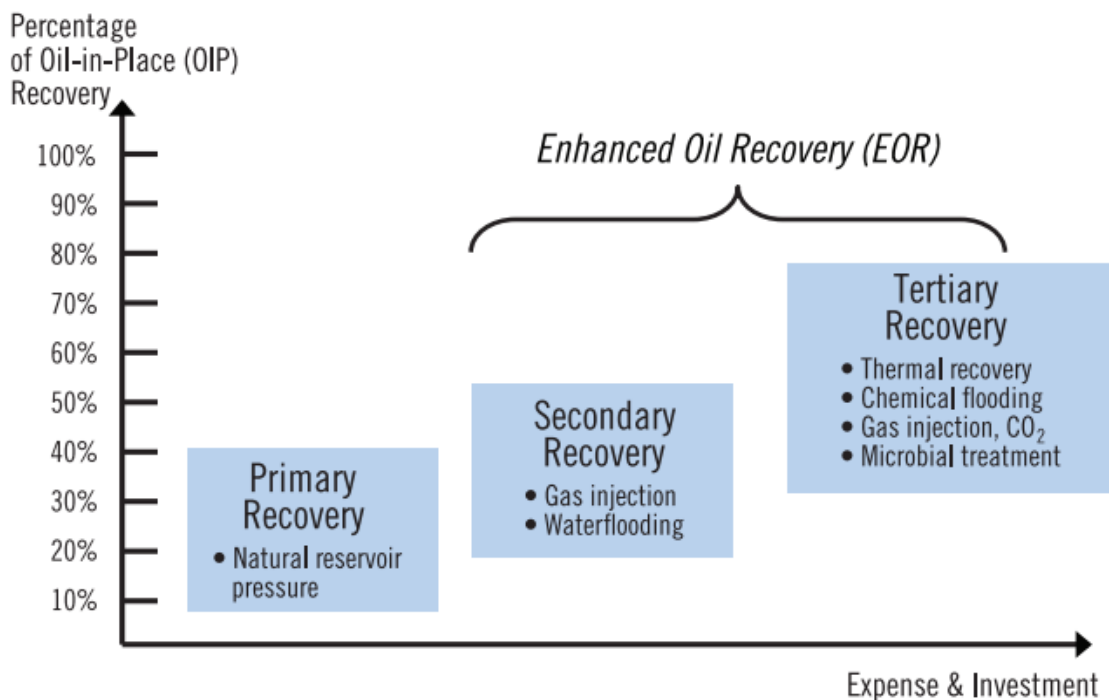 Percentage
of Oil-in-Place (OIP)
Recovery
Enhanced Oil Recovery (EOR)
100%
90%
80%
70%
60%
50%
40%
30%
20%
10%
Primary
Recovery
• Natural reservoir
pressure
Secondary
Recovery
• Gas injection
• Waterflooding
Tertiary
Recovery
• Thermal recovery
• Chemical flooding
• Gas injection, CO₂
• Microbial treatment
Expense & Investment